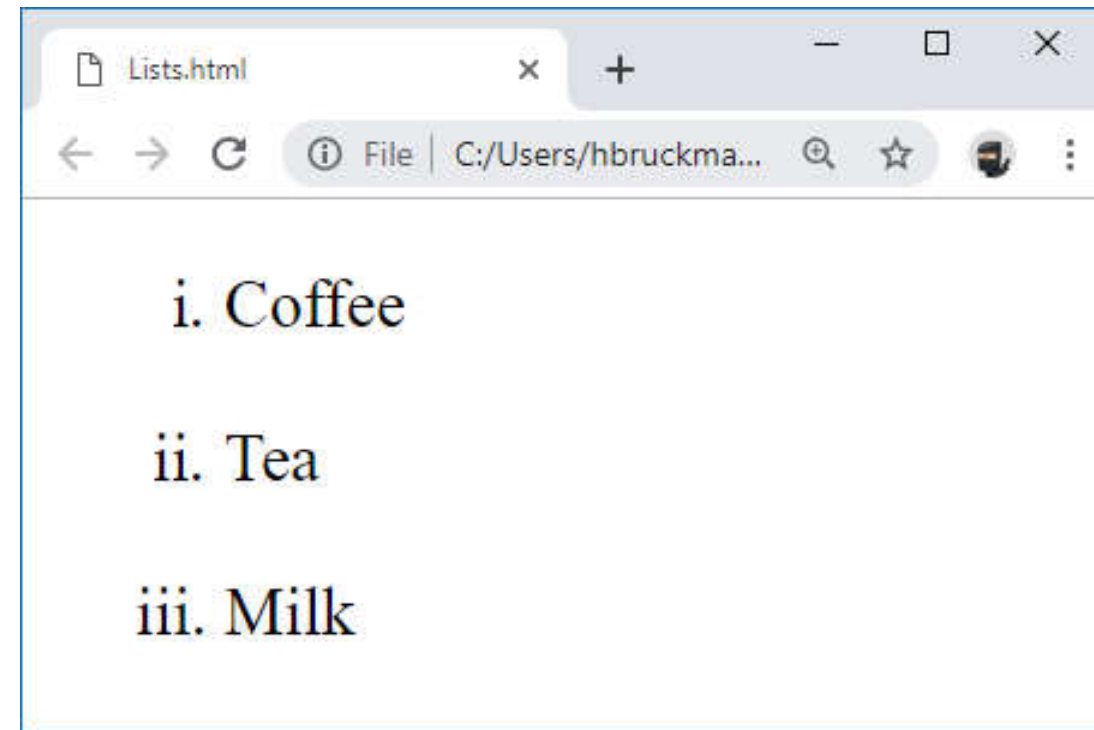 Lists.html
File C:/Users/hbruckma...
i. Coffee
ii. Tea
iii. Milk